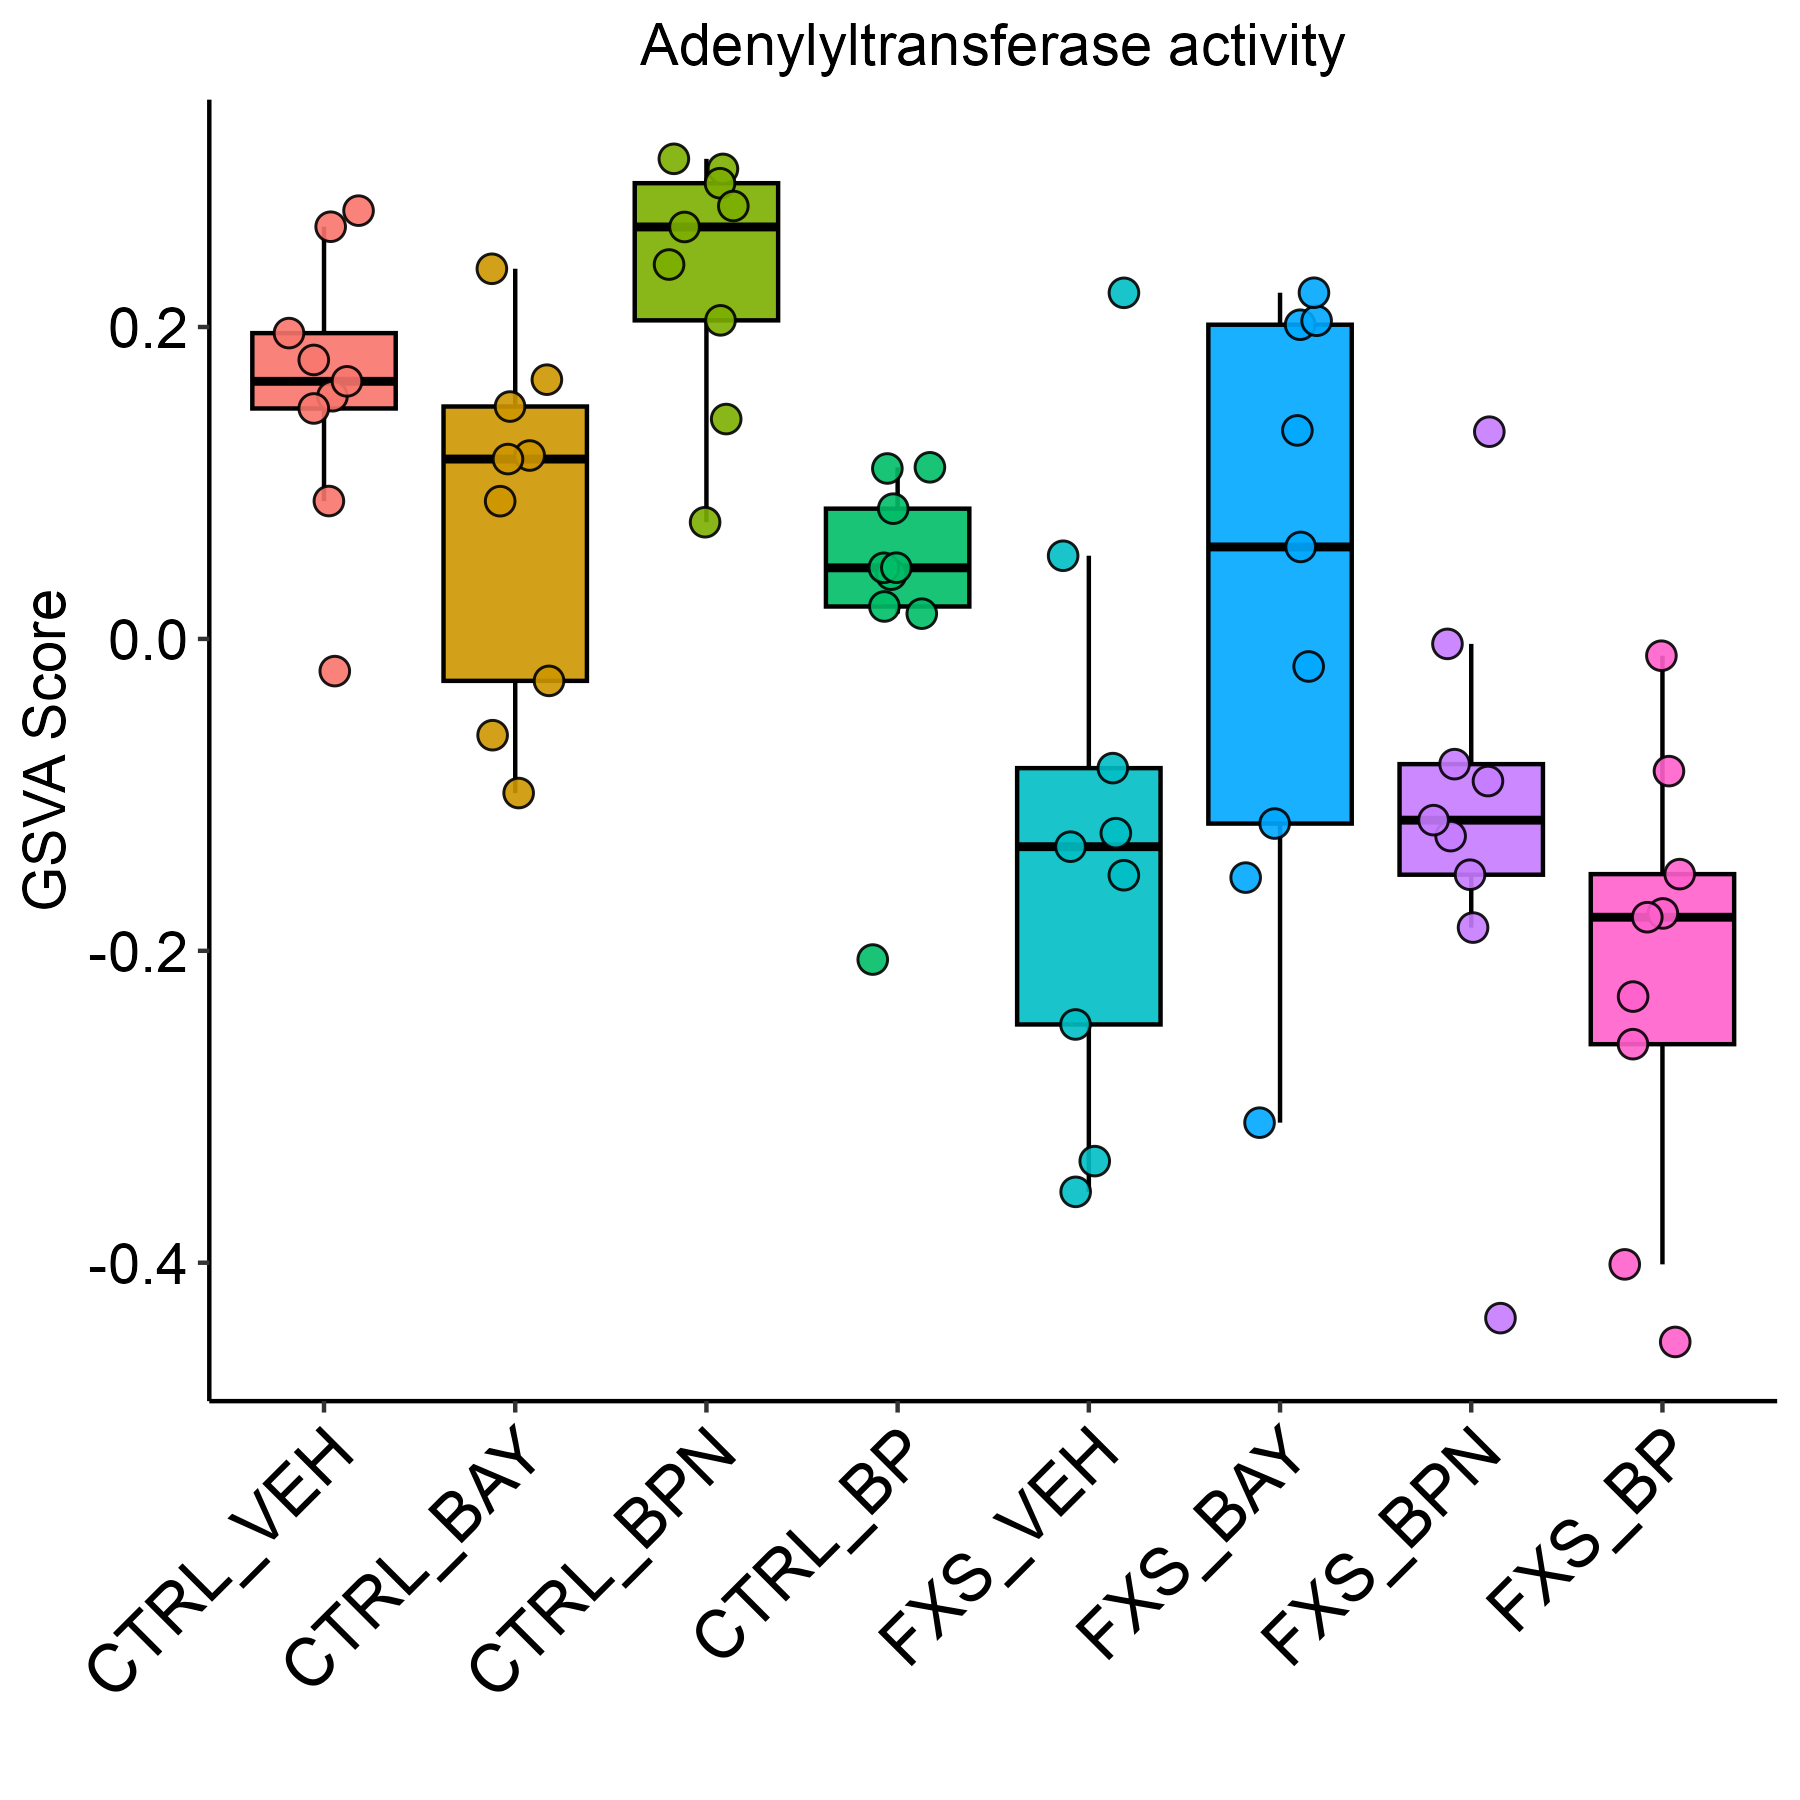 Adenylyltransferase activity
GSVA Score
0.2
0.0
-0.2
-0.4
CTRL_VEH
CTRL_BAY
CTRL_BPN
CTRL_BP
FXS_VEH
FXS_BAY
FXS_BPN
FXS_BP